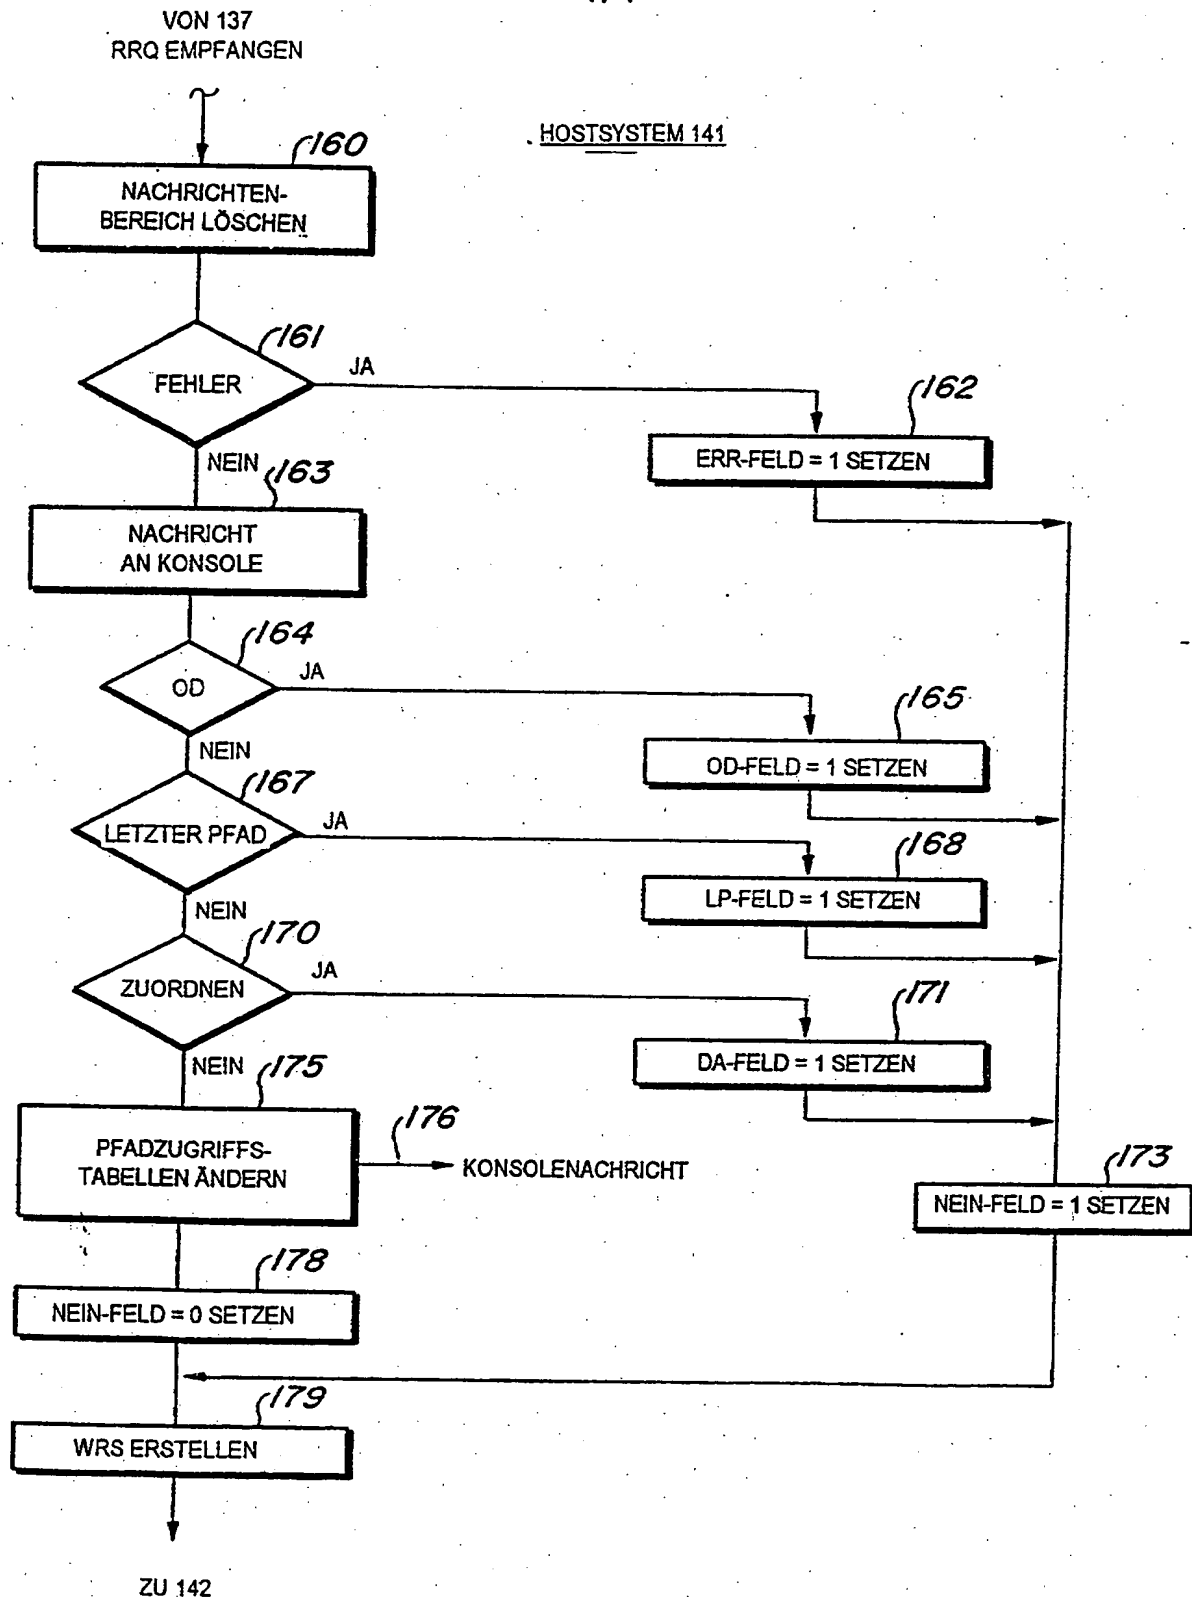 VON 137
RRQ EMPFANGEN
HOSTSYSTEM 141
160
NACHRICHTEN-
BEREICH LÖSCHEN
161
FEHLER
JA
162
ERR-FELD = 1 SETZEN
NEIN
163
NACHRICHT
AN KONSOLE
164
OD
JA
165
OD-FELD = 1 SETZEN
NEIN
167
LETZTER PFAD
JA
168
LP-FELD = 1 SETZEN
NEIN
170
ZUORDNEN
JA
171
DA-FELD = 1 SETZEN
NEIN
175
PFADZUGRIFFS-
TABELLEN ÄNDERN
176
KONSOLENACHRICHT
173
NEIN-FELD = 1 SETZEN
178
NEIN-FELD = 0 SETZEN
179
WRS ERSTELLEN
ZU 142